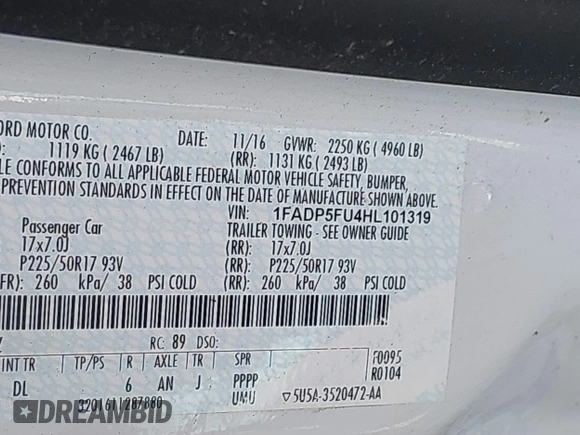 ORD MOTOR CO. DATE: 11/16 GVWR: 2250 KG ( 4960 LB)
: 1119 KG ( 2467 LB) (RR): 1131 KG ( 2493 LB)
LE CONFORMS TO ALL APPLICABLE FEDERAL MOTOR VEHICLE SAFETY, BUMPER,
PREVENTION STANDARDS IN EFFECT ON THE DATE OF MANUFACTURE SHOWN ABOVE.
VIN: 1FADP5FU4HL101319
Passenger Car TRAILER TOWING - SEE OWNER GUIDE
17x7.0J (RR): 17x7.0J
P225/50R17 93V (RR): P225/50R17 93V
FR): 260 kPa/ 38 PSI COLD (RR): 260 kPa/ 38 PSI COLD
RC: 89 DSO:
INT TR TP/PS R AXLE TR SPR F0095
R0104
DL 6 AN J PPPP
UMU
3201611287880 5U5A-3520472-AA
DREAMBID